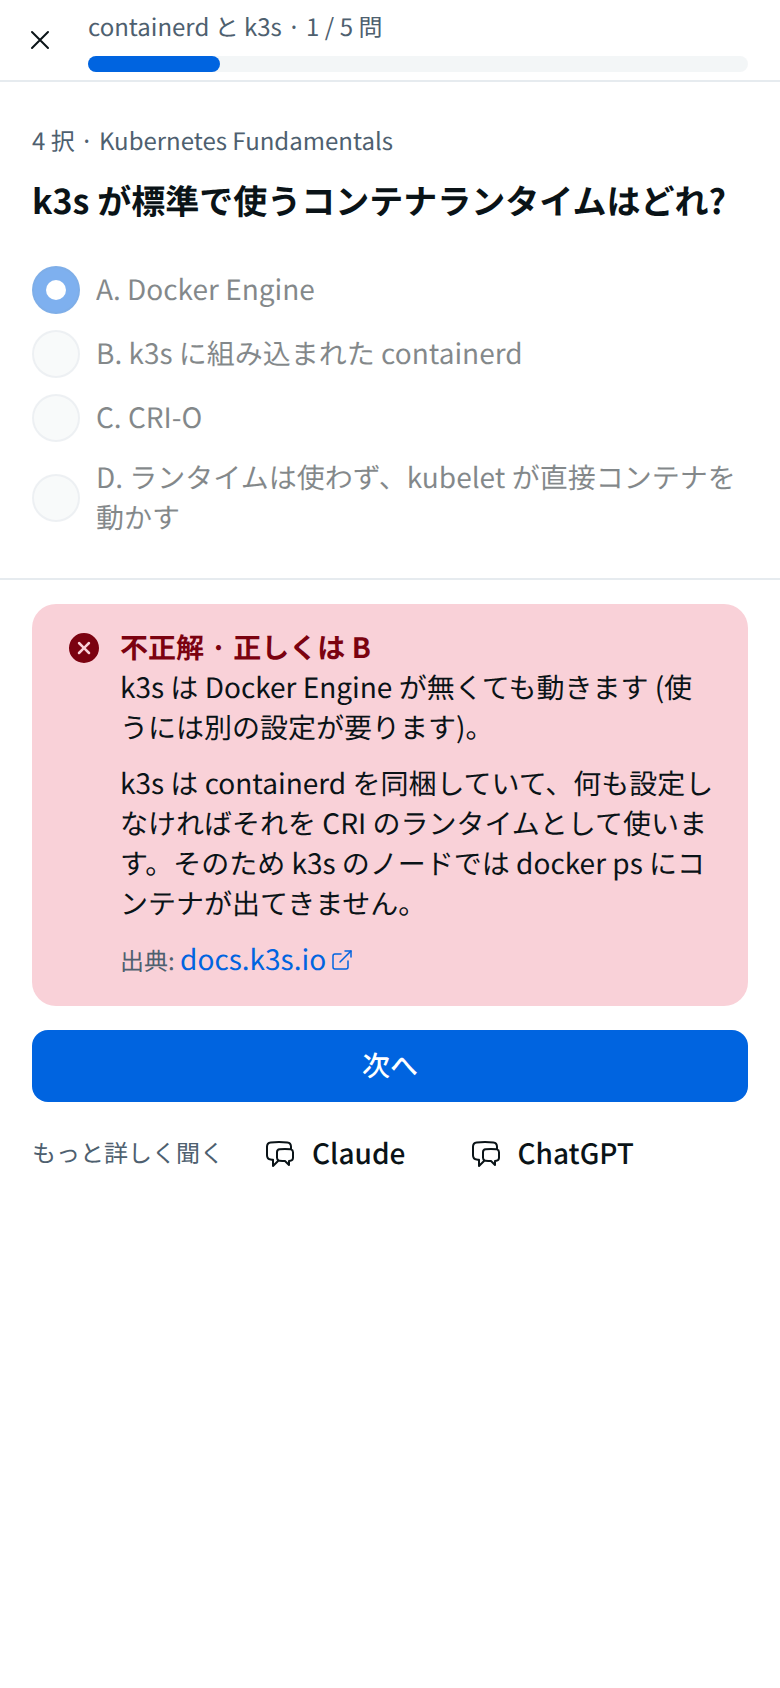 containerd と k3s · 1 / 5 問
4 択 · Kubernetes Fundamentals
k3s が標準で使うコンテナランタイムはどれ?
A. Docker Engine
B. k3s に組み込まれた containerd
C. CRI-O
D. ランタイムは使わず、kubelet が直接コンテナを
動かす
不正解 · 正しくは B
k3s は Docker Engine が無くても動きます (使
うには別の設定が要ります)。
k3s は containerd を同梱していて、何も設定し
なければそれを CRI のランタイムとして使いま
す。そのため k3s のノードでは docker ps にコ
ンテナが出てきません。
出典: docs.k3s.io
次へ
もっと詳しく聞く Claude ChatGPT